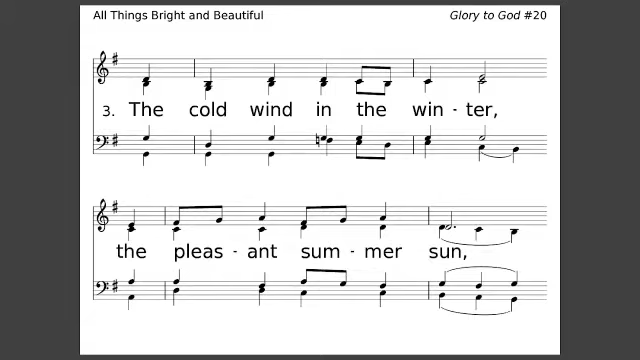 All Things Bright and Beautiful
Glory to God #20
3. The cold wind in the win - ter,
the pleas - ant sum - mer sun,